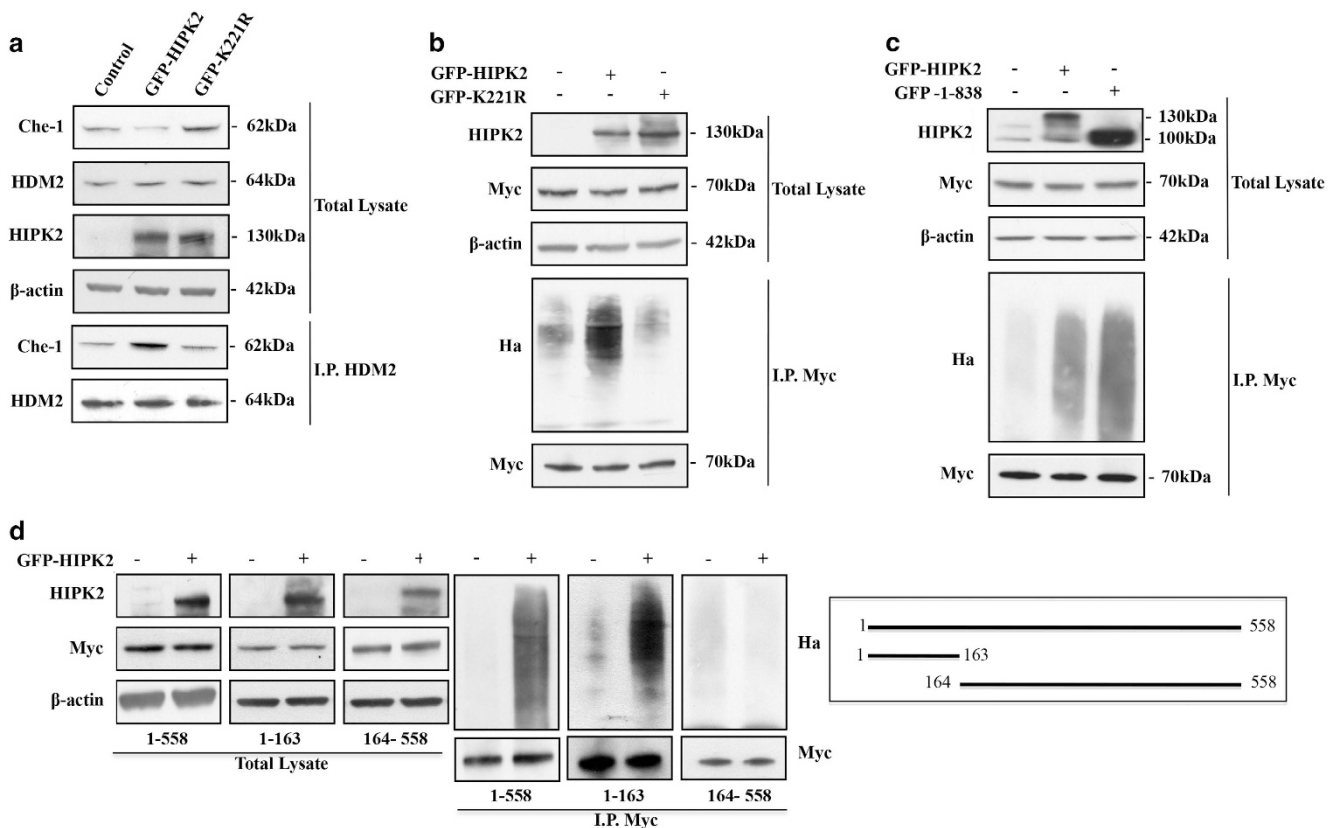 a
Control
GFP-HIPK2
GFP-K221R
Che-1
- 62kDa
HDM2
- 64kDa
HIPK2
- 130kDa
β-actin
- 42kDa
Total Lysate
Che-1
- 62kDa
HDM2
- 64kDa
I.P. HDM2
b
GFP-HIPK2 - + -
GFP-K221R - - +
HIPK2
- 130kDa
Myc
- 70kDa
β-actin
- 42kDa
Total Lysate
Ha
Myc
- 70kDa
I.P. Myc
c
GFP-HIPK2 - + -
GFP -1-838 - - +
HIPK2
- 130kDa
- 100kDa
Myc
- 70kDa
β-actin
- 42kDa
Total Lysate
Ha
Myc
- 70kDa
I.P. Myc
d
GFP-HIPK2 - + - + - + - + - + - +
HIPK2
Myc
β-actin
1-558 1-163 164- 558
Total Lysate
Ha
Myc
1-558 1-163 164- 558
I.P. Myc
1 558
1 163
164 558